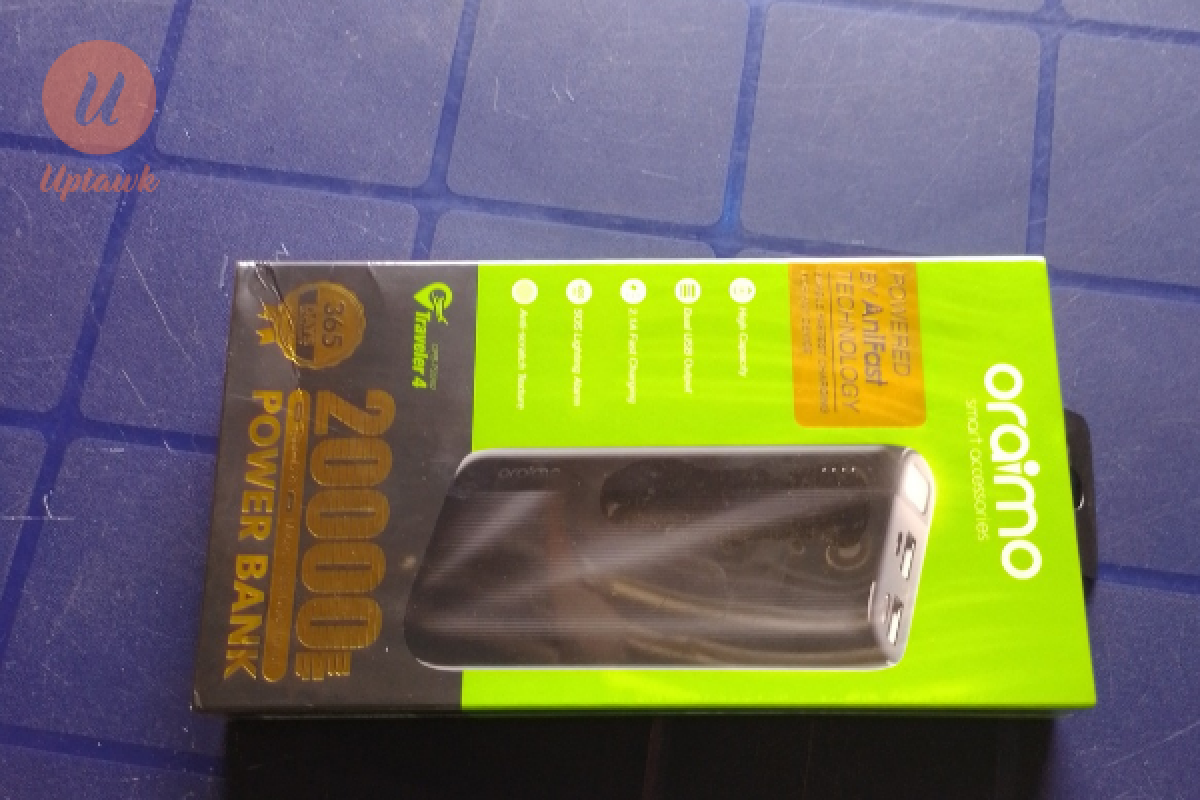 U
Uptawk
oraimo
smart accessories
POWERED
BY AniFast
TECHNOLOGY
High Capacity
Dual USB Output
2.1A Fast Charging
SOS Lighting Alarm
Anti-scratch Texture
oraimo
Traveler 4
365
20000
POWER BANK